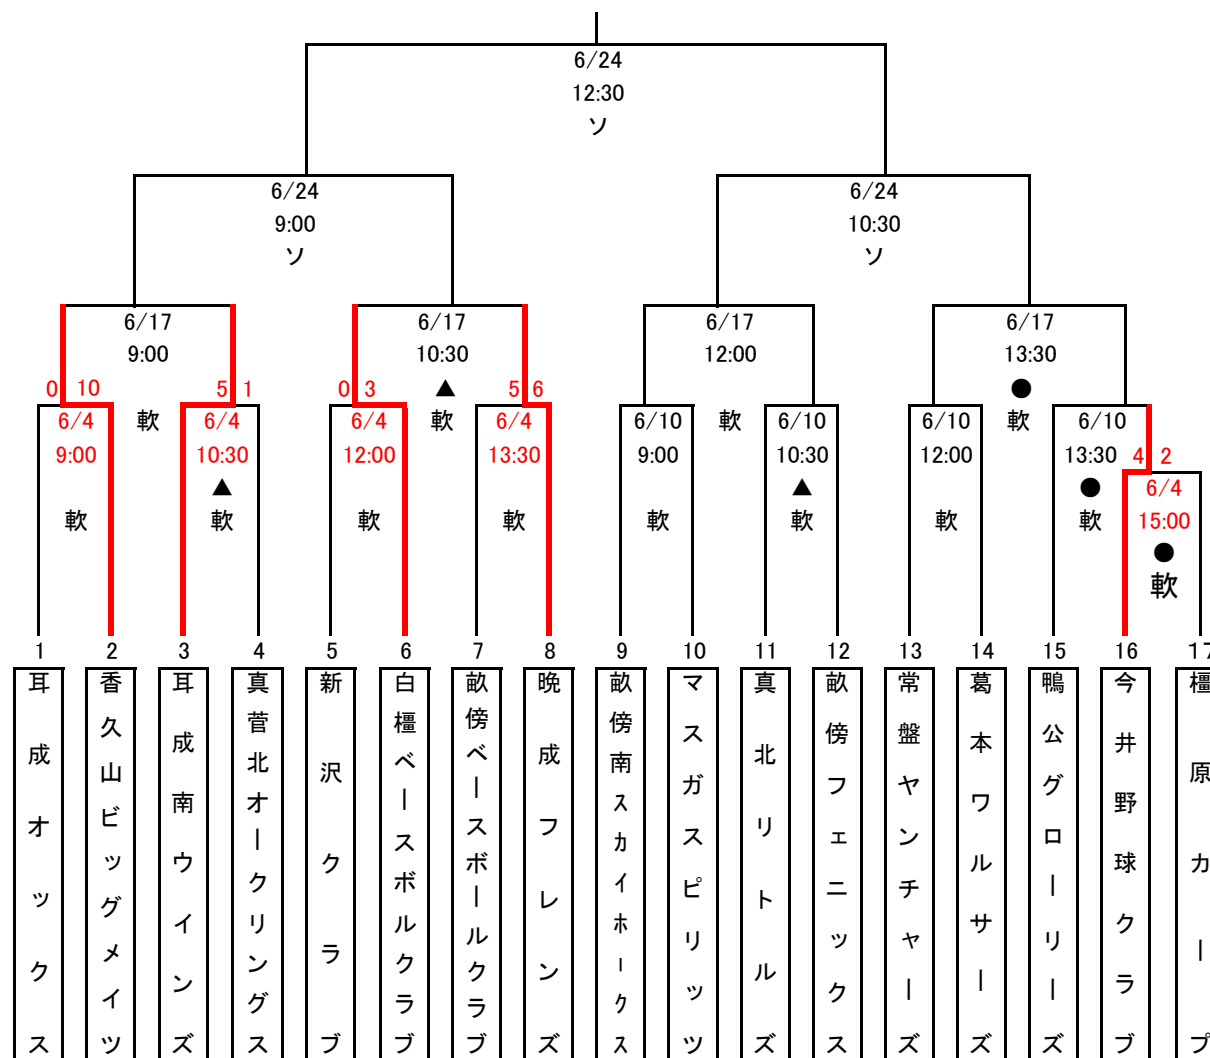 6/24
12:30
ソ
6/24
9:00
ソ
6/24
10:30
ソ
6/17
9:00
軟
6/17
10:30
▲
軟
6/17
12:00
軟
6/17
13:30
●
軟
0 10
6/4
9:00
軟
5 1
6/4
10:30
▲
軟
0 3
6/4
12:00
軟
5 6
6/4
13:30
軟
6/10
9:00
軟
6/10
10:30
▲
軟
6/10
12:00
軟
6/10
13:30
●
軟
4 2
6/4
15:00
●
軟
1 2 3 4 5 6 7 8 9 10 11 12 13 14 15 16 17
耳成オックス
香久山ビッグメイツ
耳成南ウインズ
真菅北オークリングス
新沢クラブ
白橿ベースボルクラブ
畝傍ベースボールクラブ
晩成フレンズ
畝傍南スカイホークス
マスガスピリッツ
真北リトルズ
畝傍フェニックス
常盤ヤンチャーズ
葛本ワルサーズ
鴨公グローリーズ
今井野球クラブ
橿原カープ